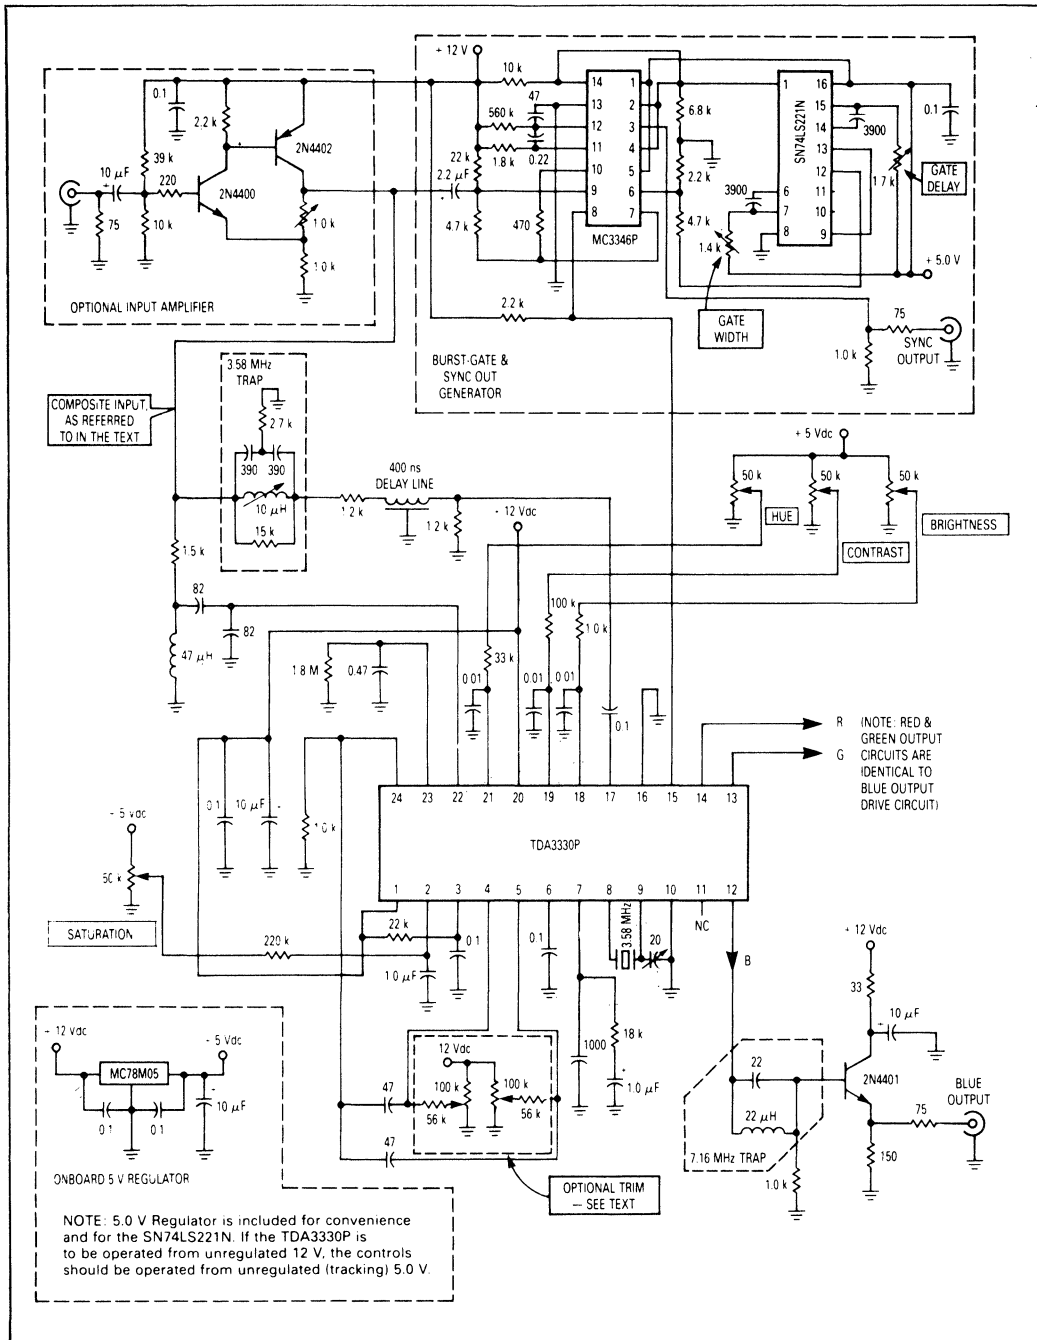 + 12 V
10 k
0.1
2.2 k
2N4402
39 k
10 µF
220
2N4400
75
10 k
1.0 k
1.0 k
OPTIONAL INPUT AMPLIFIER
47
560 k
1.8 k
0.22
22 k
2.2 µF
4.7 k
470
14
13
12
11
10
9
8
1
2
3
4
5
6
7
MC3346P
6.8 k
2.2 k
4.7 k
3900
1.4 k
1
6
7
8
SN74LS221N
16
15
14
13
12
11
10
9
3900
0.1
1.7 k
GATE
DELAY
+ 5.0 V
GATE
WIDTH
75
SYNC
OUTPUT
1.0 k
2.2 k
BURST-GATE &
SYNC OUT
GENERATOR
COMPOSITE INPUT,
AS REFERRED
TO IN THE TEXT
3.58 MHz
TRAP
2.7 k
390 390
10 µH
15 k
1.2 k
400 ns
DELAY LINE
1.2 k
- 12 Vdc
+ 5 Vdc
50 k
50 k
50 k
HUE
CONTRAST
BRIGHTNESS
1.5 k
82
82
47 µH
1.8 M
0.47
33 k
100 k
1.0 k
0.01
0.01
0.01
0.1
R
G
(NOTE: RED &
GREEN OUTPUT
CIRCUITS ARE
IDENTICAL TO
BLUE OUTPUT
DRIVE CIRCUIT)
0.1
10 µF
1.0 k
24 23 22 21 20 19 18 17 16 15 14 13
TDA3330P
1 2 3 4 5 6 7 8 9 10 11 12
- 5 Vdc
50 k
SATURATION
22 k
220 k
1.0 µF
0.1
0.1
3.58 MHz
20
NC
B
1000
18 k
1.0 µF
12 Vdc
100 k
100 k
56 k
56 k
47
47
OPTIONAL TRIM
— SEE TEXT
+ 12 Vdc
33
10 µF
2N4401
22
22 µH
7.16 MHz TRAP
1.0 k
150
75
BLUE
OUTPUT
+ 12 Vdc
MC78M05
- 5 Vdc
0.1
0.1
10 µF
ONBOARD 5 V REGULATOR
NOTE: 5.0 V Regulator is included for convenience
and for the SN74LS221N. If the TDA3330P is
to be operated from unregulated 12 V, the controls
should be operated from unregulated (tracking) 5.0 V.